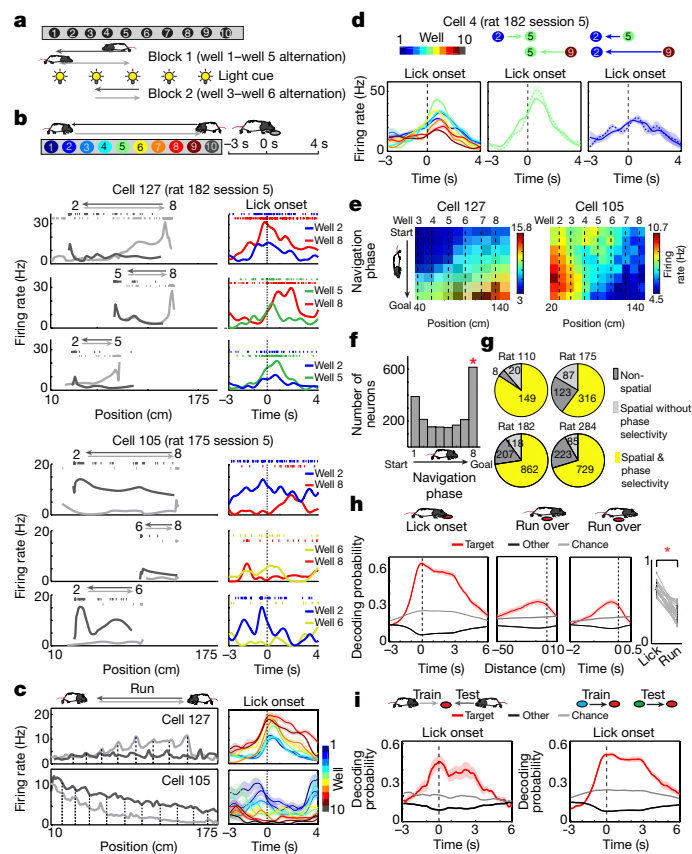 a
1 2 3 4 5 6 7 8 9 10
Block 1 (well 1–well 5 alternation)
Light cue
Block 2 (well 3–well 6 alternation)
b
1 2 3 4 5 6 7 8 9 10
−3 s 0 s 4 s
Cell 127 (rat 182 session 5)
Lick onset
2 8
30
0
Well 2
Well 8
5 8
30
0
Well 5
Well 8
2 5
30
0
Well 2
Well 5
Firing rate (Hz)
10 175
Position (cm)
−3 0 4
Time (s)
Cell 105 (rat 175 session 5)
2 8
20
0
Well 2
Well 8
6 8
20
0
Well 6
Well 8
2 6
20
0
Well 2
Well 6
Firing rate (Hz)
10 175
Position (cm)
−3 0 4
Time (s)
c
Run
Lick onset
Cell 127
20
10
0
Cell 105
10
0
Firing rate (Hz)
10 175
Position (cm)
−3 0 4
Time (s)
1
Well
10
d
Cell 4 (rat 182 session 5)
Well
1 10
2 5
5 9
2 5
2 9
Lick onset
Lick onset
50
0
Firing rate (Hz)
−4 0 4
−4 0 4
−4 0 4
Time (s)
Time (s)
Time (s)
e
Cell 127
Cell 105
Well 3 4 5 6 7 8
2 3 4 5 6 7 8
Start
Goal
Navigation phase
15.8
3
10.7
4.5
Firing rate (Hz)
40 140
20 140
Position (cm)
Position (cm)
f
600
200
Number of neurons
*
1 8
Start Goal
Navigation phase
g
Rat 110
8 20
149
Rat 175
87
123 316
Rat 182
118
207
862
Rat 284
85
223
729
Non-spatial
Spatial without phase selectivity
Spatial & phase selectivity
h
Lick onset
Run over
Run over
Target Other Chance
0.6
0.3
0
Decoding probability
−3 0 3 6
Time (s)
−50 0 10
Distance (cm)
−2 0 0.5
Time (s)
1
*
0
Lick
Run
i
Train Test
Train Test
Target Other Chance
Lick onset
Lick onset
0.6
0
Decoding probability
−3 0 3 6
Time (s)
0.6
0
Decoding probability
−3 0 3 6
Time (s)